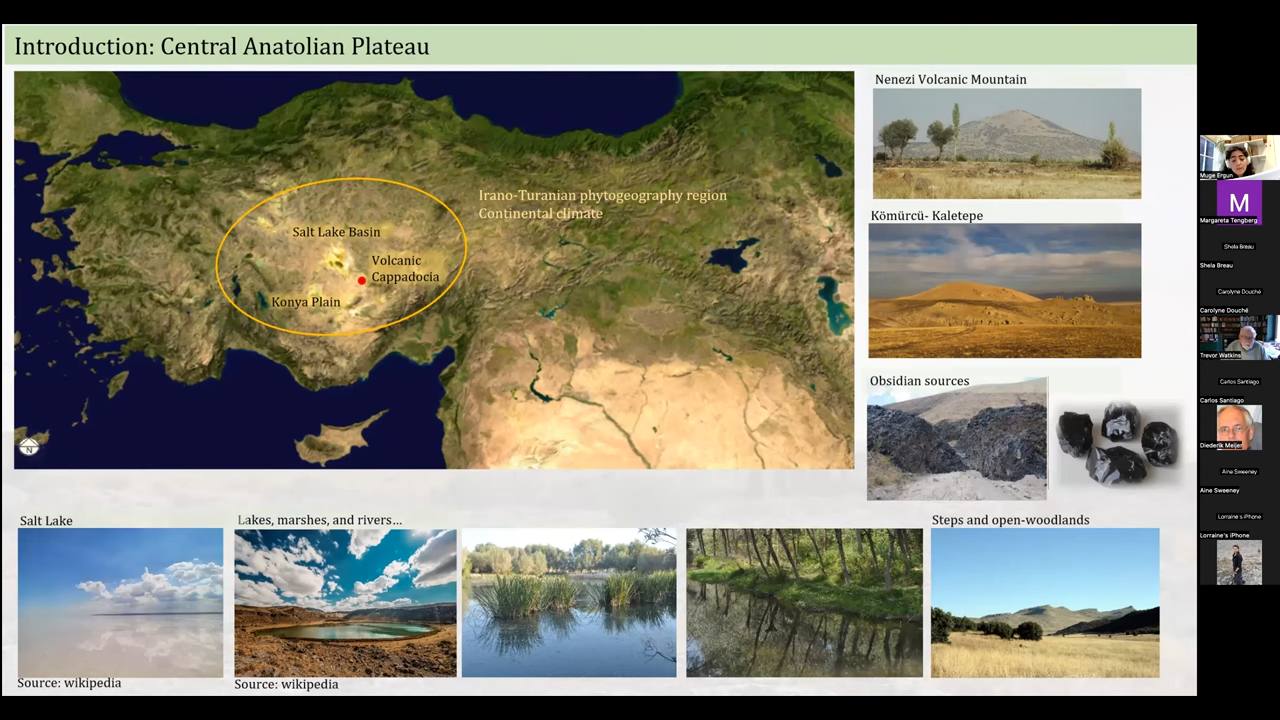 Introduction: Central Anatolian Plateau
Irano-Turanian phytogeography region
Continental climate
Salt Lake Basin
Volcanic
Cappadocia
Konya Plain
N
Nenezi Volcanic Mountain
Kömürcü- Kaletepe
Obsidian sources
Salt Lake
Source: wikipedia
Lakes, marshes, and rivers...
Source: wikipedia
Steps and open-woodlands
Muge Ergun
M
Margareta Tengberg
Shela Breau
Shela Breau
Carolyne Douché
Carolyne Douché
Trevor Watkins
Carlos Santiago
Carlos Santiago
Diederik Meijer
Aine Sweeney
Aine Sweeney
Lorraine's iPhone
Lorraine's iPhone